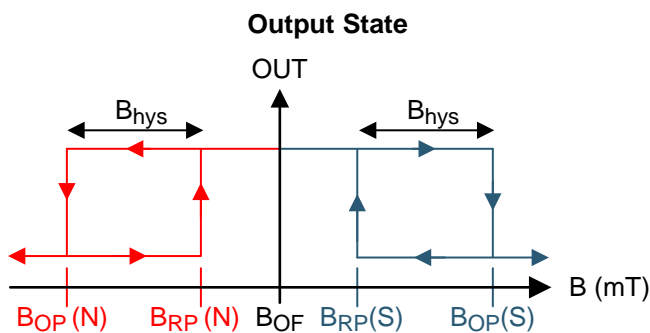 Output State
OUT
Bhys Bhys
B (mT)
BOP (N) BRP (N) BOF BRP(S) BOP(S)